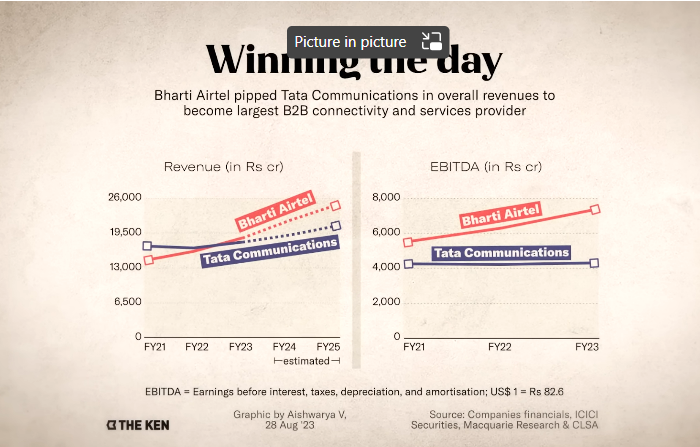 Picture in picture
Winning the day
Bharti Airtel pipped Tata Communications in overall revenues to
become largest B2B connectivity and services provider
Revenue (in Rs cr)
26,000
19,500
13,000
6,500
0
Bharti Airtel
Tata Communications
FY21 FY22 FY23 FY24 FY25
estimated
EBITDA (in Rs cr)
8,000
6,000
4,000
2,000
0
Bharti Airtel
Tata Communications
FY21 FY22 FY23
EBITDA = Earnings before interest, taxes, depreciation, and amortisation; US$ 1 = Rs 82.6
THE KEN
Graphic by Aishwarya V,
28 Aug '23
Source: Companies financials, ICICI
Securities, Macquarie Research & CLSA